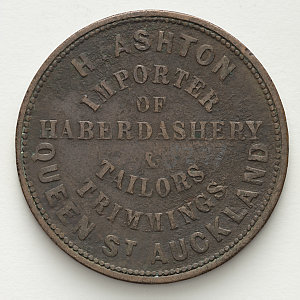 H. ASHTON
IMPORTER
OF
HABERDASHERY
&
TAILORS
TRIMMINGS
QUEEN ST AUCKLAND